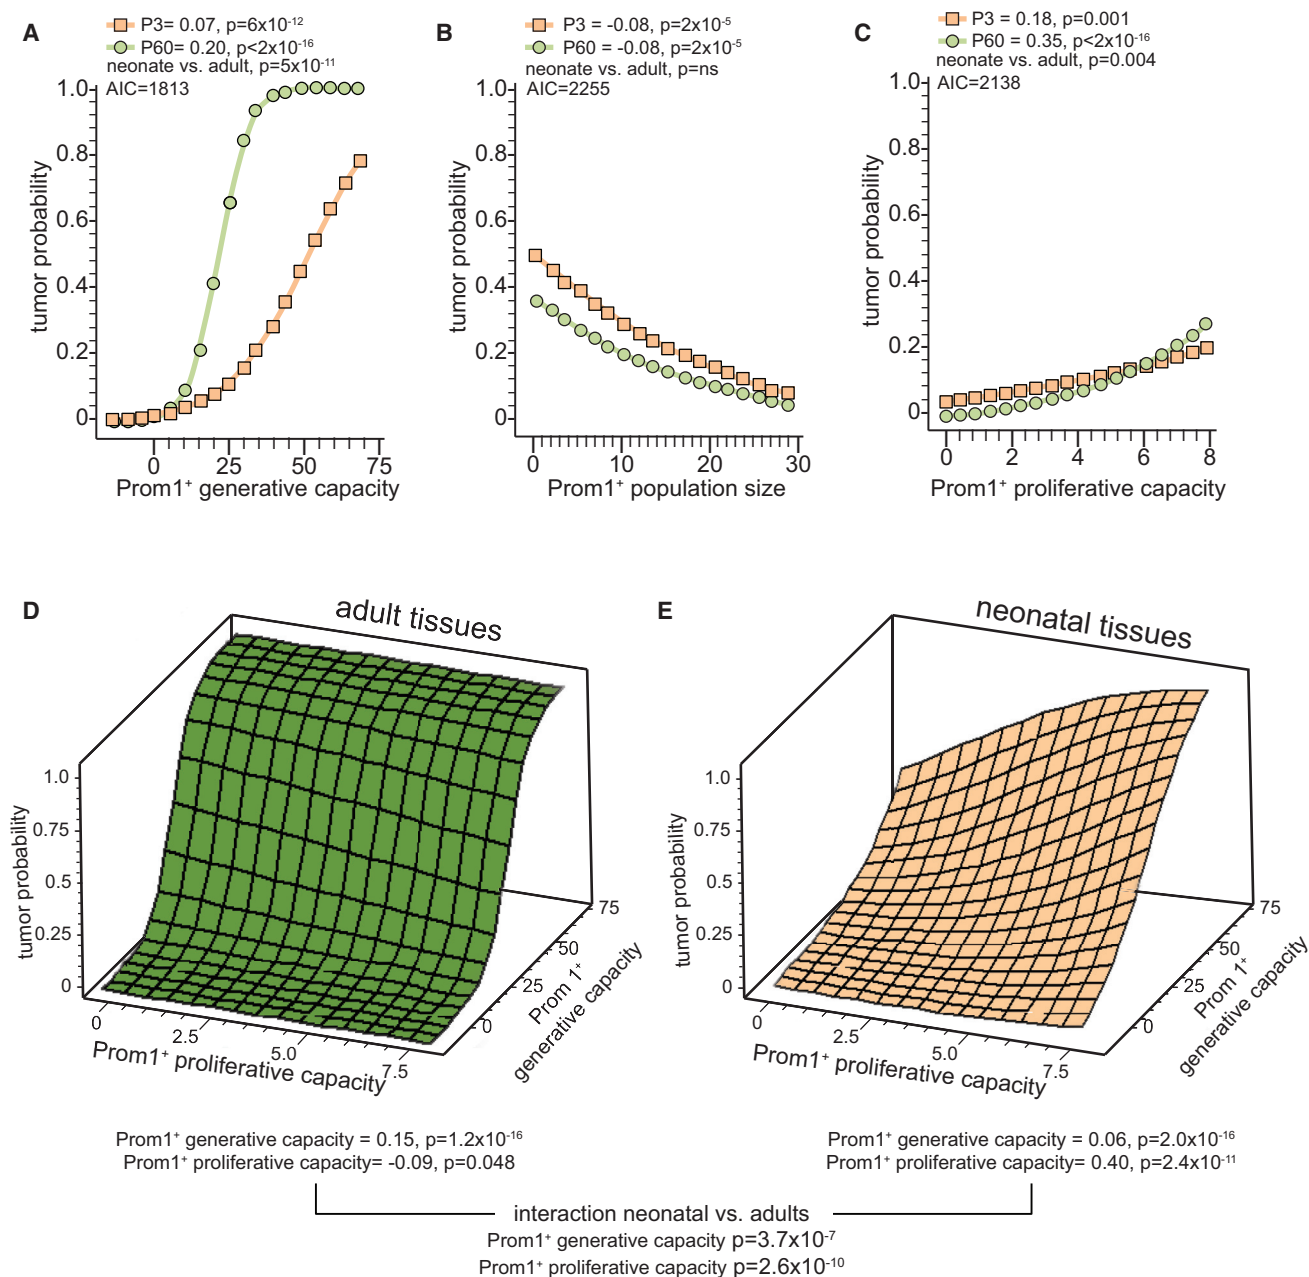 A
P3= 0.07, p=6x10⁻¹²
P60= 0.20, p<2x10⁻¹⁶
neonate vs. adult, p=5x10⁻¹¹
AIC=1813
1.0
0.8
0.6
0.4
0.2
0
tumor probability
0 25 50 75
Prom1⁺ generative capacity
B
P3 = -0.08, p=2x10⁻⁵
P60 = -0.08, p=2x10⁻⁵
neonate vs. adult, p=ns
AIC=2255
1.0
0.8
0.6
0.4
0.2
0
tumor probability
0 10 20 30
Prom1⁺ population size
C
P3 = 0.18, p=0.001
P60 = 0.35, p<2x10⁻¹⁶
neonate vs. adult, p=0.004
AIC=2138
1.0
0.8
0.6
0.4
0.2
0
tumor probability
0 2 4 6 8
Prom1⁺ proliferative capacity
D
adult tissues
1.0
0.75
0.5
0.25
0
tumor probability
0 2.5 5.0 7.5
Prom1⁺ proliferative capacity
0 25 50 75
Prom 1⁺
generative capacity
Prom1⁺ generative capacity = 0.15, p=1.2x10⁻¹⁶
Prom1⁺ proliferative capacity= -0.09, p=0.048
E
neonatal tissues
1.0
0.75
0.5
0.25
0
tumor probability
0 2.5 5.0 7.5
Prom1⁺ proliferative capacity
0 25 50 75
Prom 1⁺
generative capacity
Prom1⁺ generative capacity = 0.06, p=2.0x10⁻¹⁶
Prom1⁺ proliferative capacity= 0.40, p=2.4x10⁻¹¹
interaction neonatal vs. adults
Prom1⁺ generative capacity p=3.7x10⁻⁷
Prom1⁺ proliferative capacity p=2.6x10⁻¹⁰